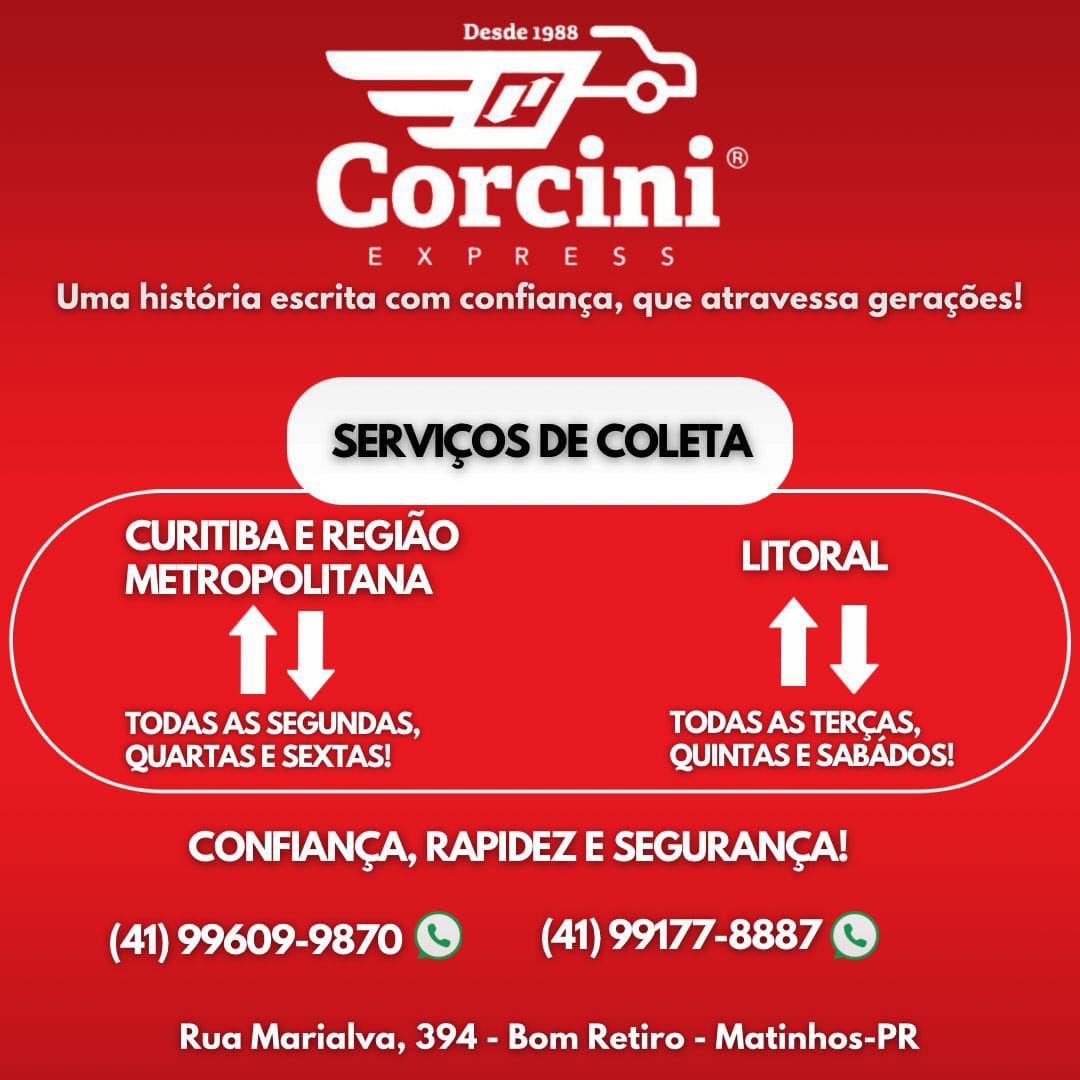 Desde 1988
Corcini ®
EXPRESS
Uma história escrita com confiança, que atravessa gerações!
SERVIÇOS DE COLETA
CURITIBA E REGIÃO
METROPOLITANA
TODAS AS SEGUNDAS,
QUARTAS E SEXTAS!
LITORAL
TODAS AS TERÇAS,
QUINTAS E SABÁDOS!
CONFIANÇA, RAPIDEZ E SEGURANÇA!
(41) 99609-9870
(41) 99177-8887
Rua Marialva, 394 - Bom Retiro - Matinhos-PR